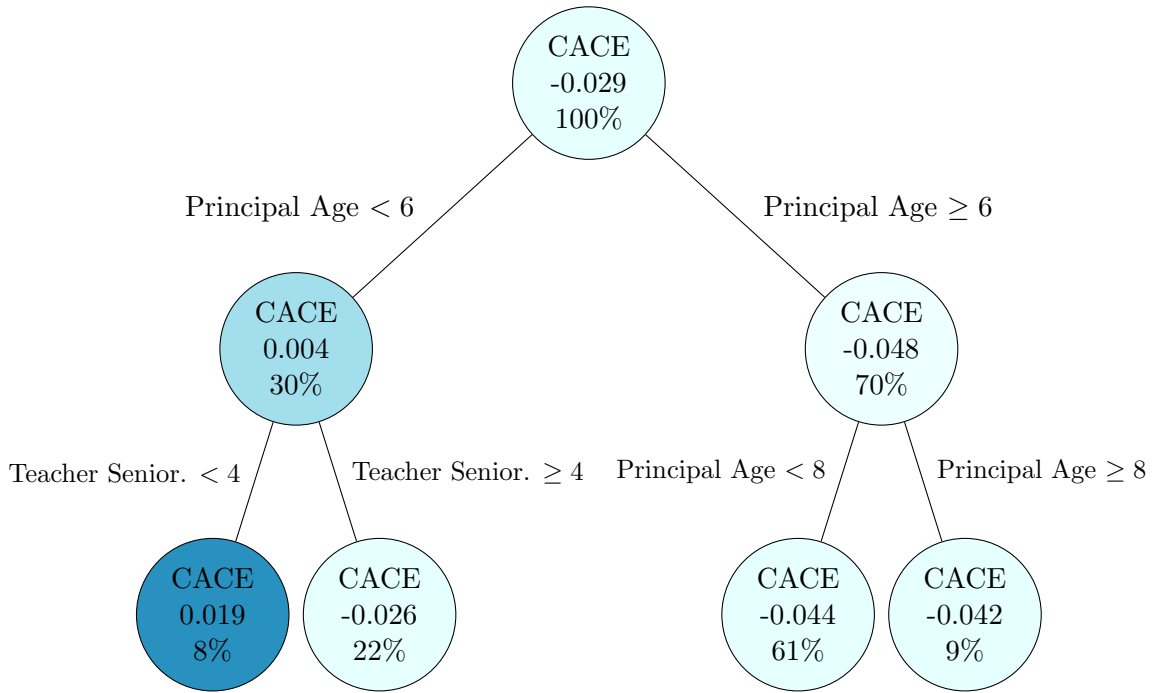 CACE
-0.029
100%
Principal Age < 6
Principal Age ≥ 6
CACE
0.004
30%
CACE
-0.048
70%
Teacher Senior. < 4
Teacher Senior. ≥ 4
Principal Age < 8
Principal Age ≥ 8
CACE
0.019
8%
CACE
-0.026
22%
CACE
-0.044
61%
CACE
-0.042
9%